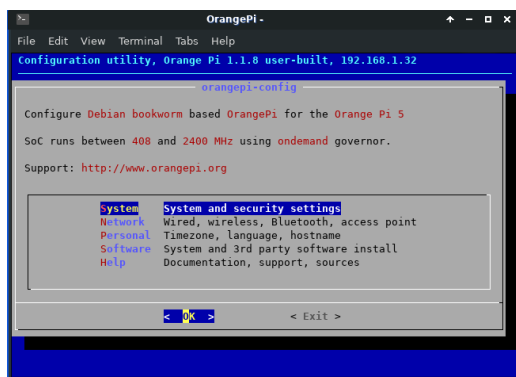 OrangePi -
File Edit View Terminal Tabs Help
Configuration utility, Orange Pi 1.1.8 user-built, 192.168.1.32
orangepi-config
Configure Debian bookworm based OrangePi for the Orange Pi 5
SoC runs between 408 and 2400 MHz using ondemand governor.
Support: http://www.orangepi.org
System System and security settings
Network Wired, wireless, Bluetooth, access point
Personal Timezone, language, hostname
Software System and 3rd party software install
Help Documentation, support, sources
< OK > < Exit >